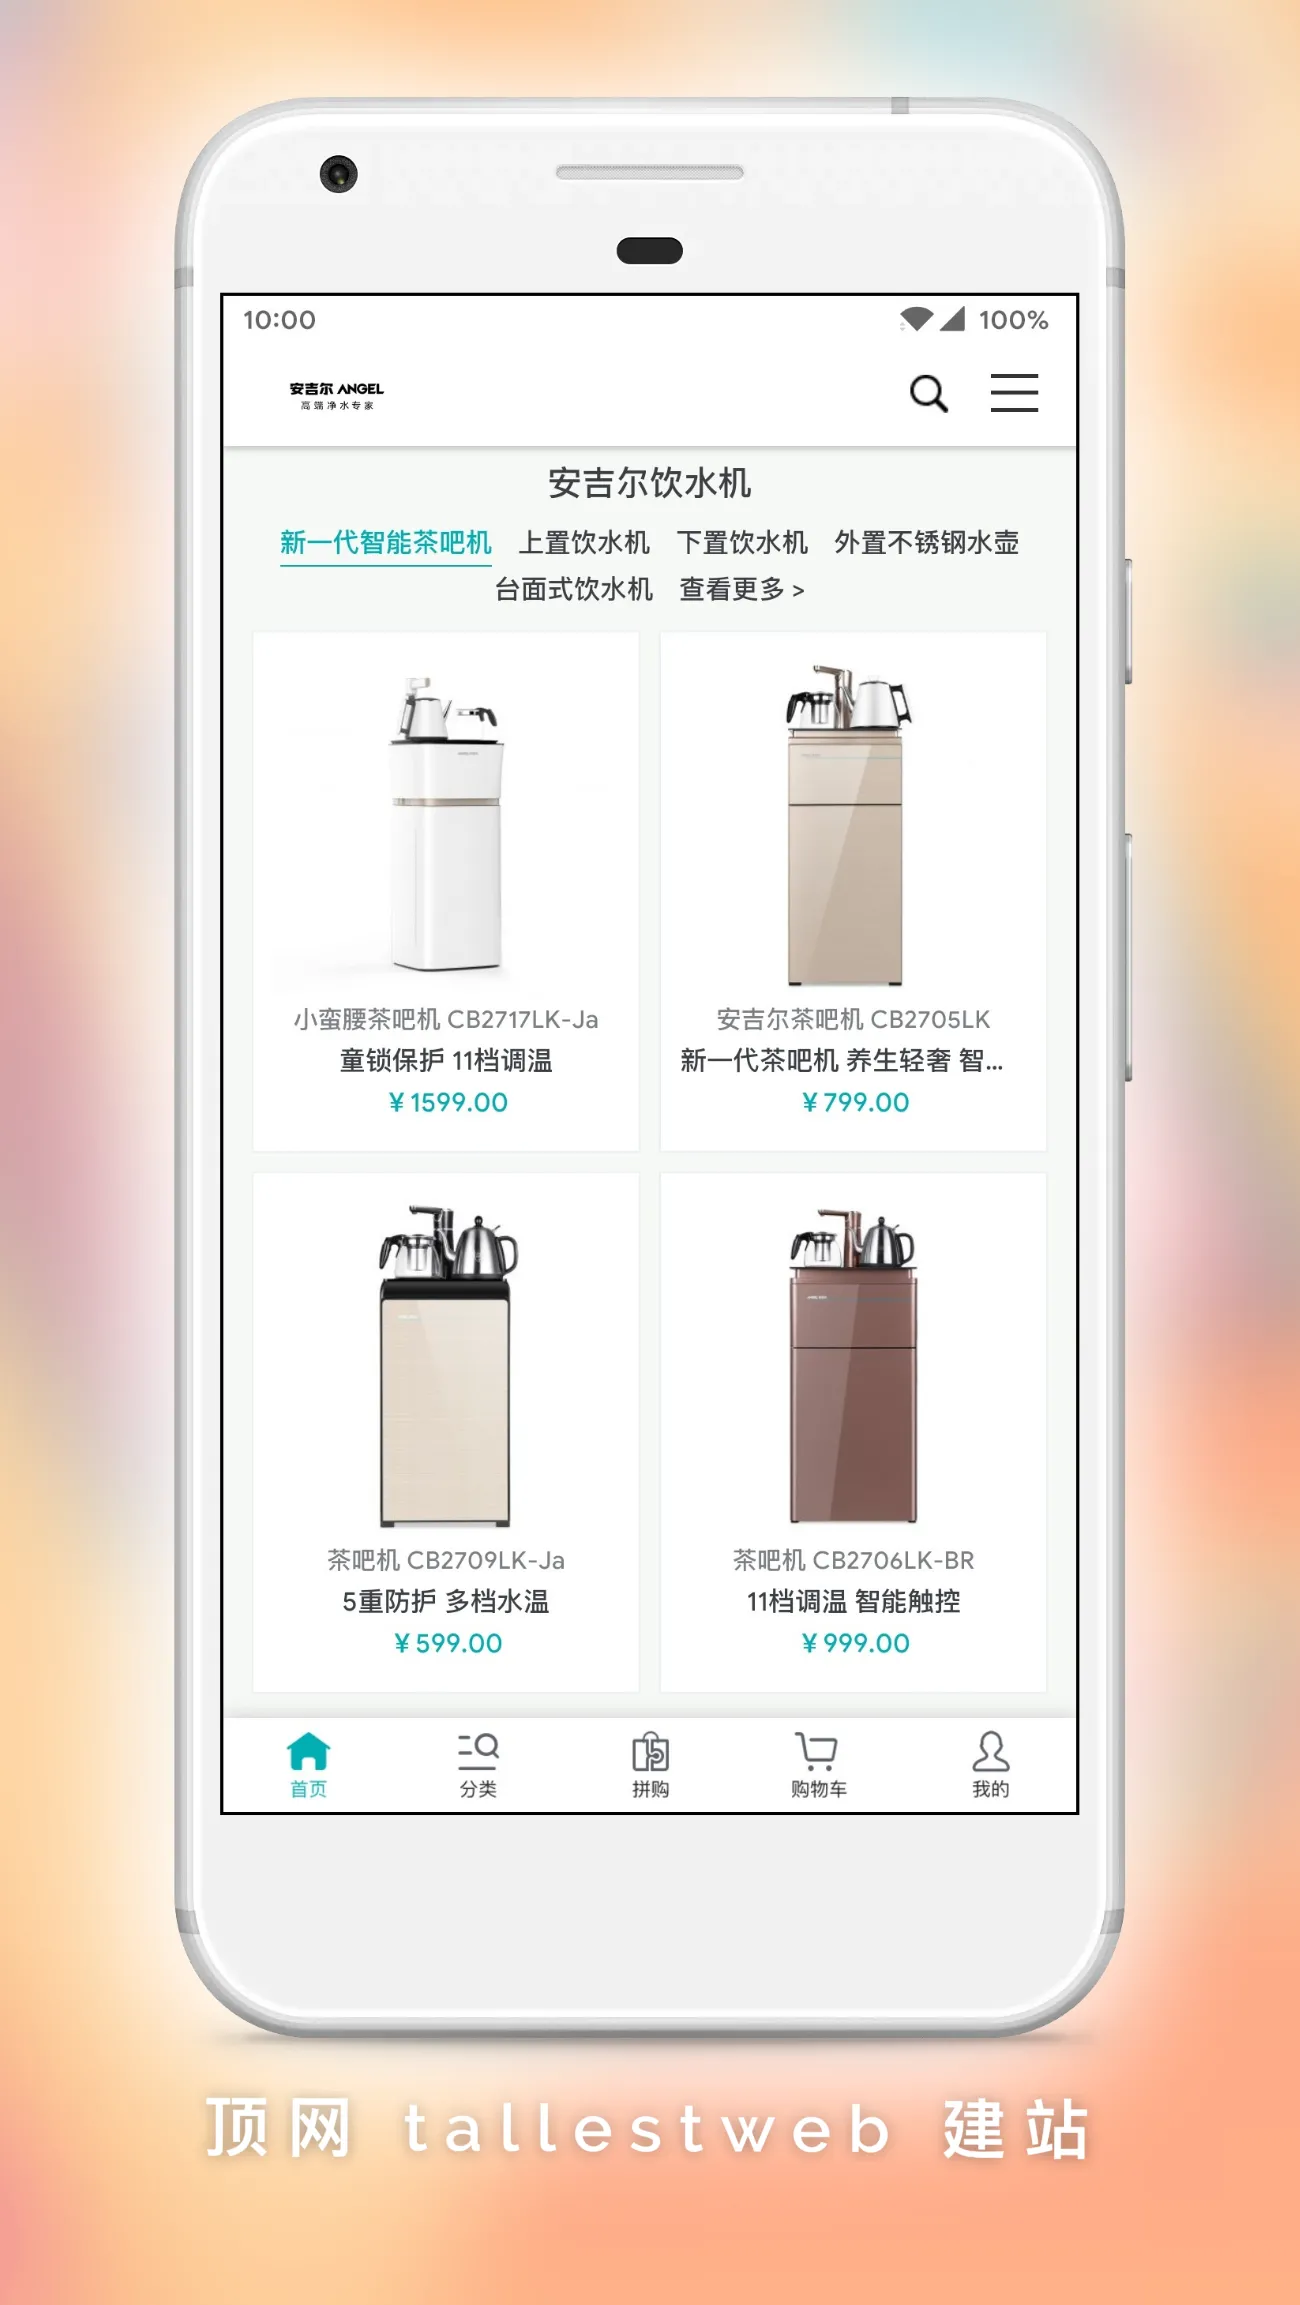 10:00 100%
安吉尔 ANGEL
高端净水专家
安吉尔饮水机
新一代智能茶吧机 上置饮水机 下置饮水机 外置不锈钢水壶
台面式饮水机 查看更多 >
小蛮腰茶吧机 CB2717LK-Ja
童锁保护 11档调温
¥ 1599.00
安吉尔茶吧机 CB2705LK
新一代茶吧机 养生轻奢 智...
¥ 799.00
茶吧机 CB2709LK-Ja
5重防护 多档水温
¥ 599.00
茶吧机 CB2706LK-BR
11档调温 智能触控
¥ 999.00
首页 分类 拼购 购物车 我的
顶网 tallestweb 建站